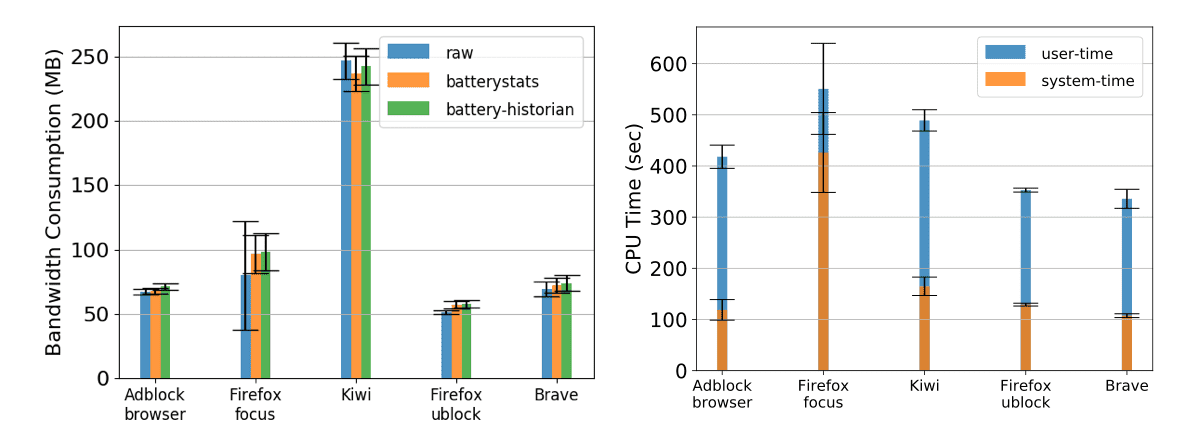 Bandwidth Consumption (MB)
250
200
150
100
50
0
raw
batterystats
battery-historian
Adblock
browser
Firefox
focus
Kiwi
Firefox
ublock
Brave
CPU Time (sec)
600
500
400
300
200
100
0
user-time
system-time
Adblock
browser
Firefox
focus
Kiwi
Firefox
ublock
Brave